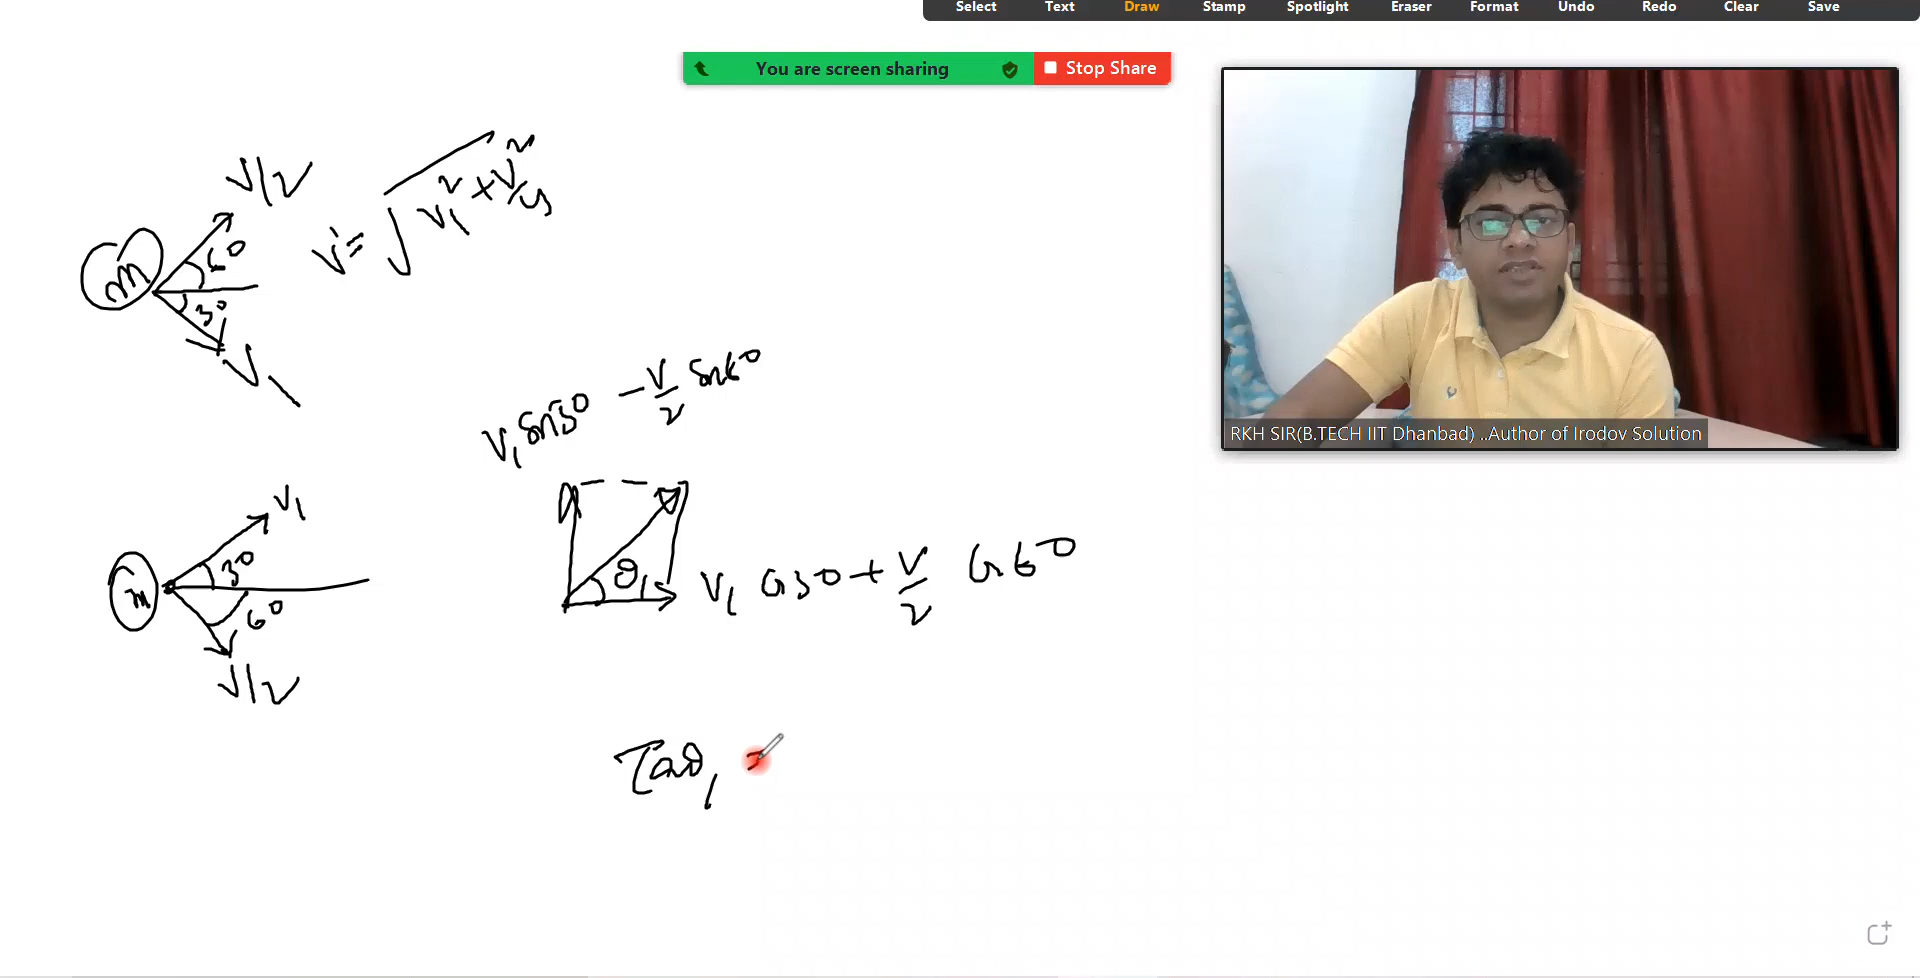 Select Text Draw Stamp Spotlight Eraser Format Undo Redo Clear Save
You are screen sharing Stop Share
V/2
60
30
V1
m
V' = √V1² + V²/4
V1 Sin30 - V/2 Sin60
V1
30
60
V/2
m
θ1
V1 Cos30 + V/2 Cos60
Tanθ1 =
RKH SIR(B.TECH IIT Dhanbad) ..Author of Irodov Solution